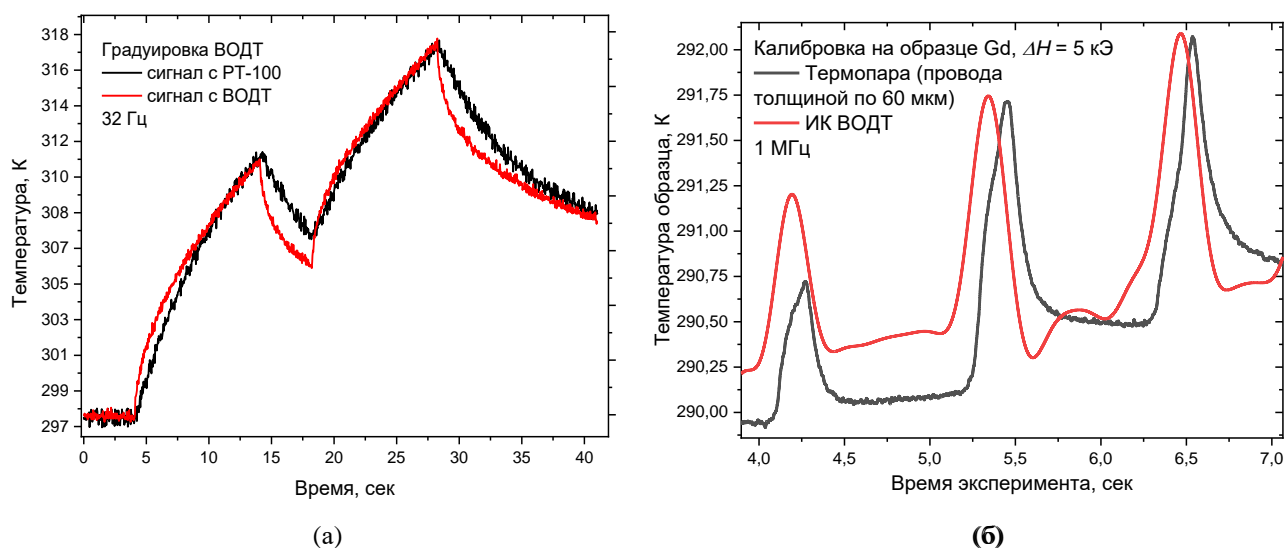 Градуировка ВОДТ
сигнал с PT-100
сигнал с ВОДТ
32 Гц
Температура, К
318
316
314
312
310
308
307
305
303
301
299
297
0
5
10
15
20
25
30
35
40
Время, сек
(а)
Калибровка на образце Gd, ΔH = 5 кЭ
Термопара (провода
толщиной по 60 мкм)
ИК ВОДТ
1 МГц
Температура образца, К
292,00
291,75
291,50
291,25
291,00
290,75
290,50
290,25
290,00
4,0
4,5
5,0
5,5
6,0
6,5
7,0
Время эксперимента, сек
(б)